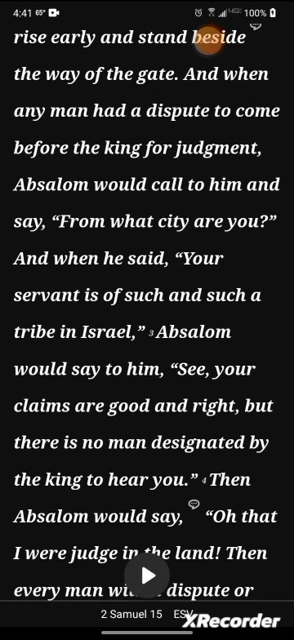 4:41 65° 100%
rise early and stand beside
the way of the gate. And when
any man had a dispute to come
before the king for judgment,
Absalom would call to him and
say, “From what city are you?”
And when he said, “Your
servant is of such and such a
tribe in Israel,” 3 Absalom
would say to him, “See, your
claims are good and right, but
there is no man designated by
the king to hear you.” 4 Then
Absalom would say, “Oh that
I were judge in the land! Then
every man with a dispute or
2 Samuel 15 ESV
XRecorder